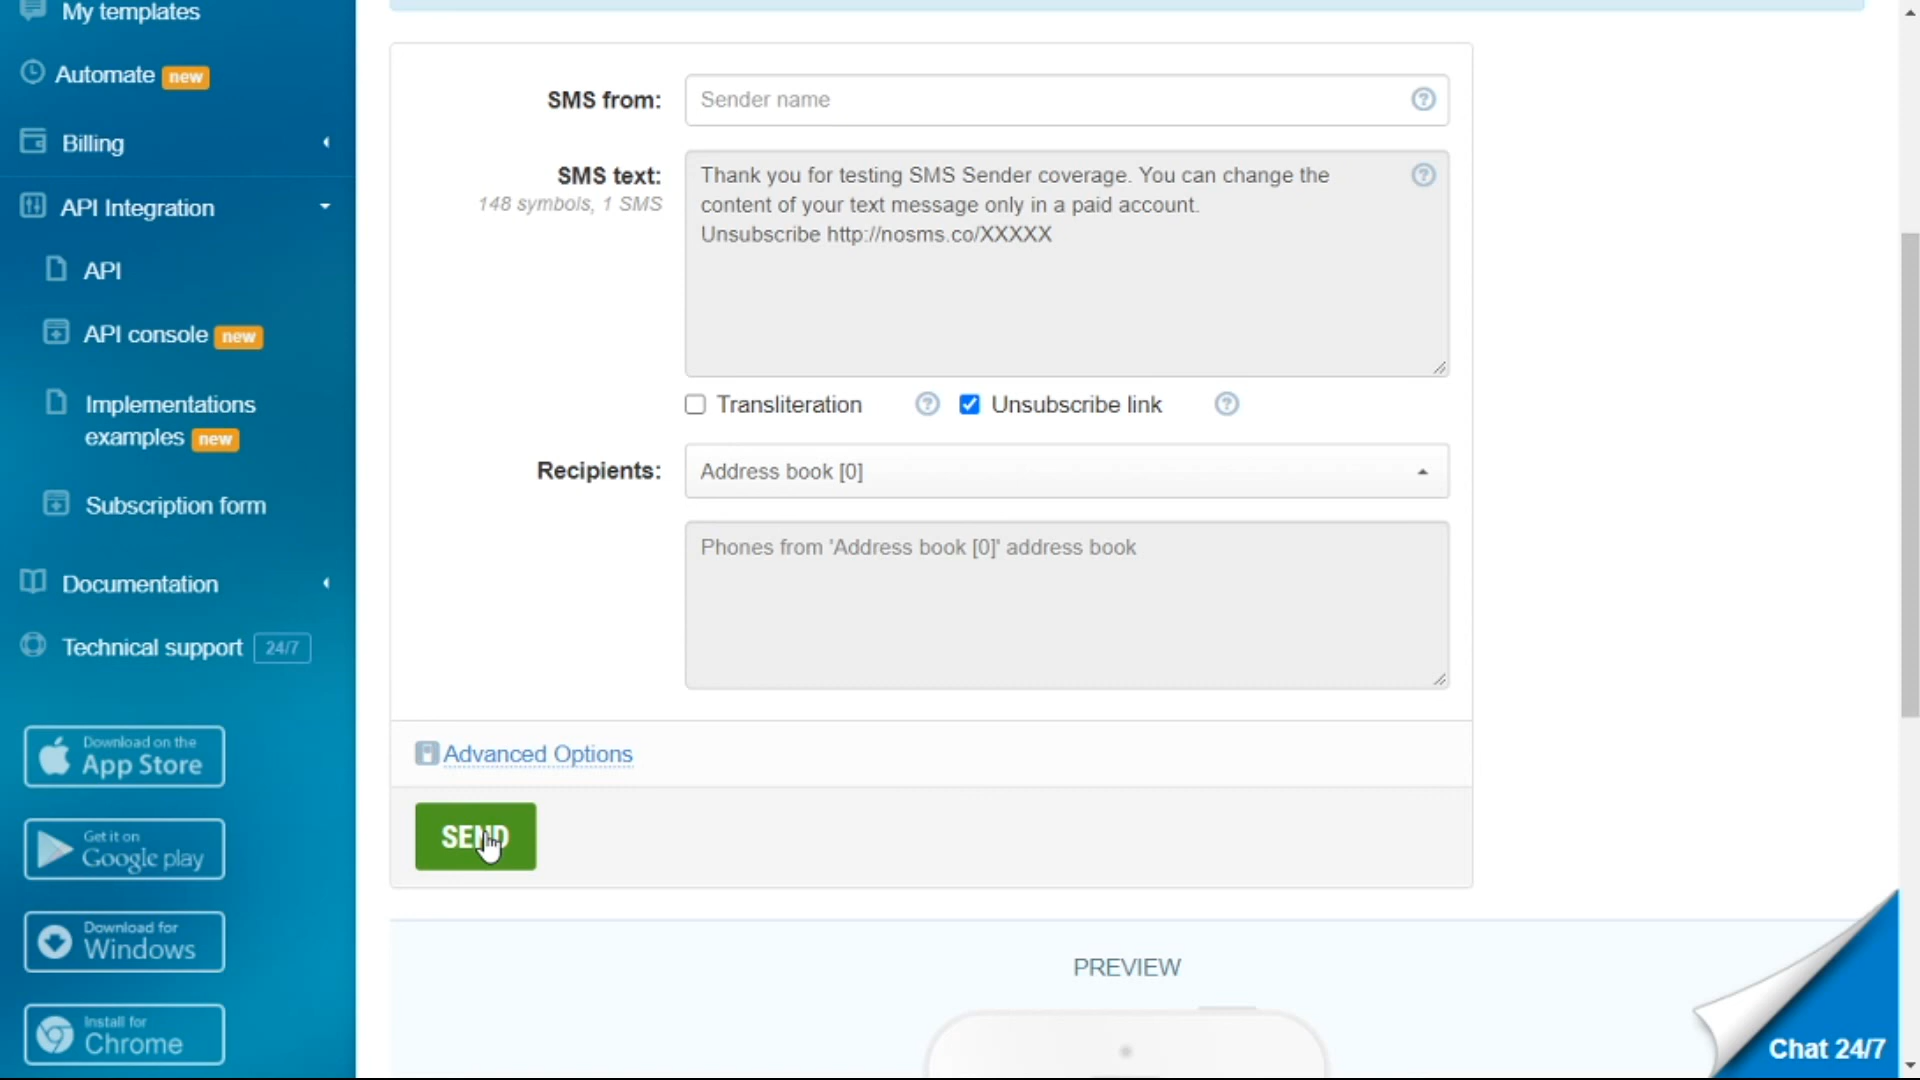 My templates
Automate new
Billing
API Integration
API
API console new
Implementations
examples new
Subscription form
Documentation
Technical support 24/7
Download on the
App Store
Get it on
Google play
Download for
Windows
Install for
Chrome
SMS from:
Sender name
SMS text:
148 symbols, 1 SMS
Thank you for testing SMS Sender coverage. You can change the
content of your text message only in a paid account.
Unsubscribe http://nosms.co/XXXXX
Transliteration
Unsubscribe link
Recipients:
Address book [0]
Phones from 'Address book [0]' address book
Advanced Options
SEND
PREVIEW
Chat 24/7